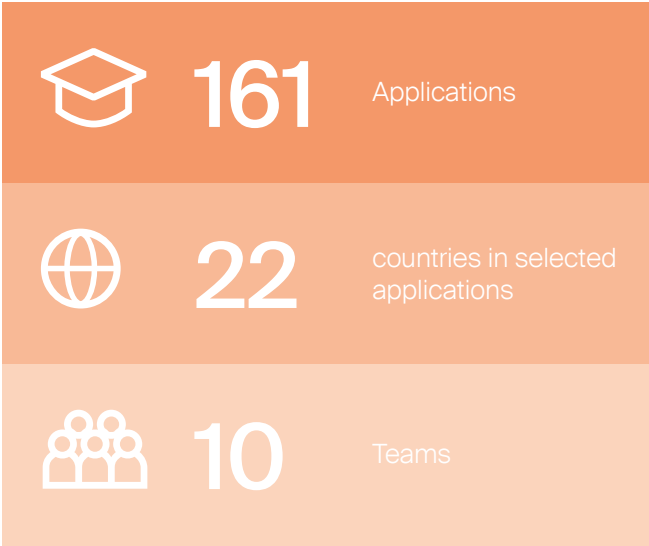 161 Applications
22 countries in selected
applications
10 Teams